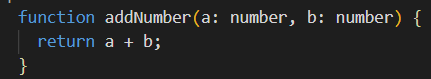 function addNumber(a: number, b: number) {
  return a + b;
}